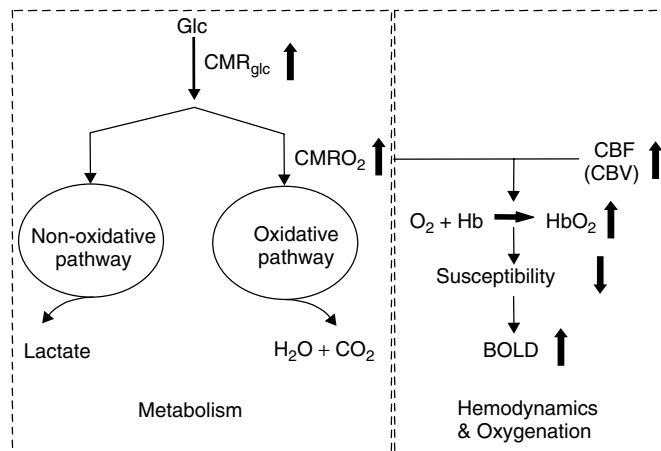 Glc
CMRglc
CMRO2
CBF
(CBV)
Non-oxidative
pathway
Oxidative
pathway
O2 + Hb
HbO2
Susceptibility
Lactate
H2O + CO2
BOLD
Metabolism
Hemodynamics
& Oxygenation